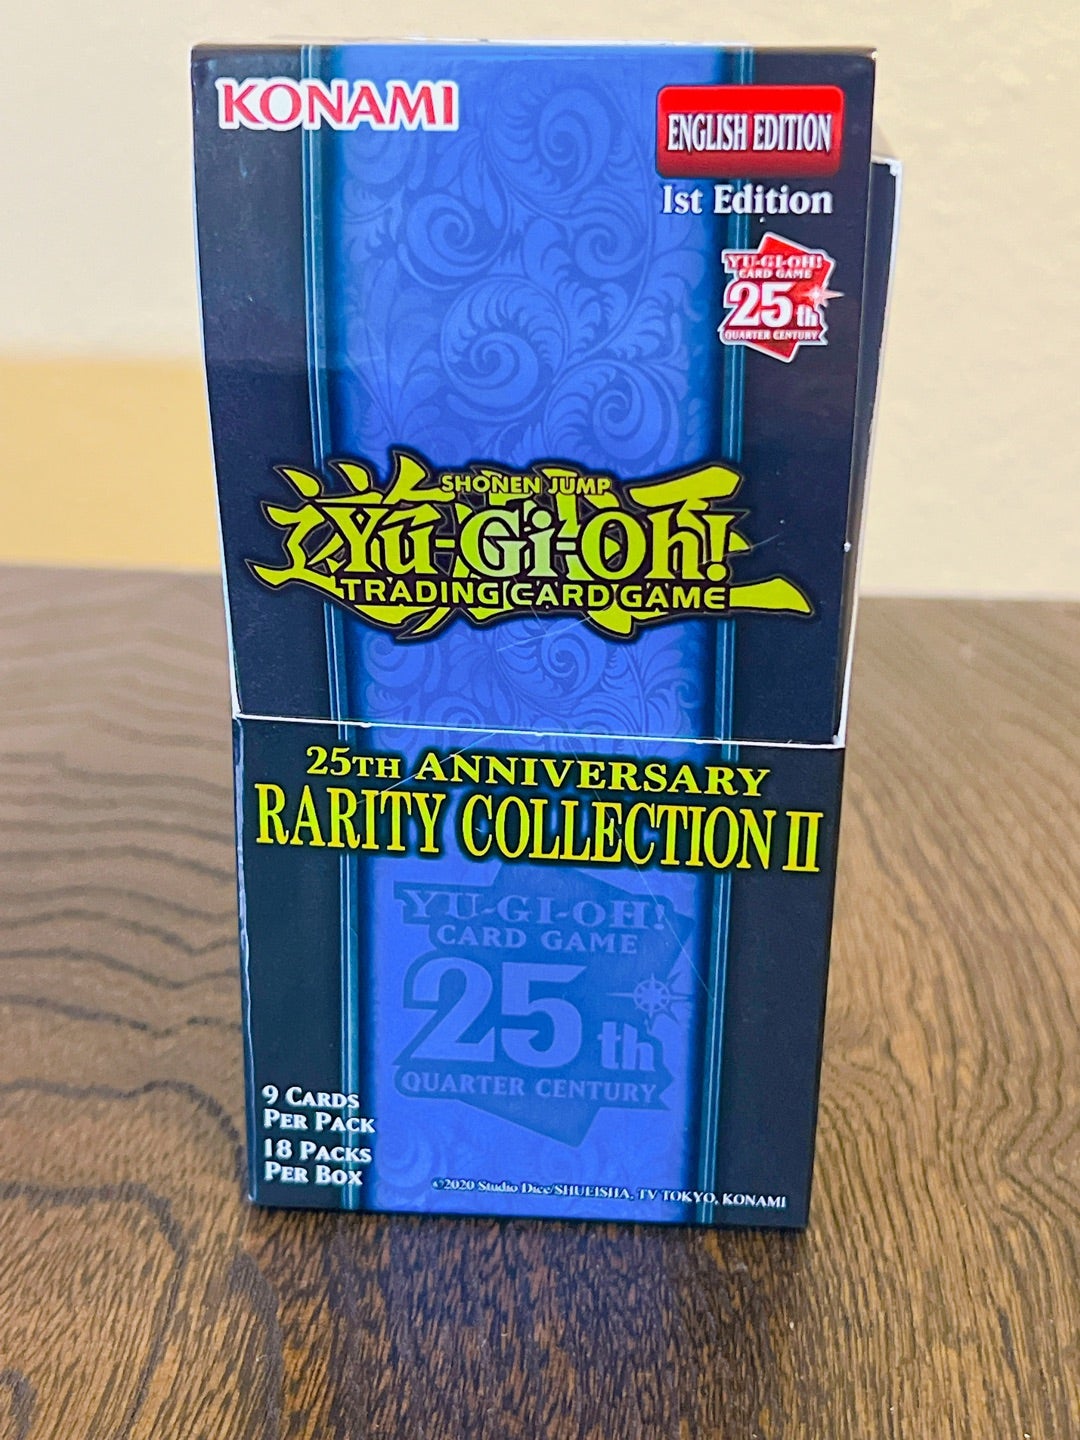 KONAMI
ENGLISH EDITION
1st Edition
YU-GI-OH!
CARD GAME
25th
QUARTER CENTURY
SHONEN JUMP
Yu-Gi-Oh!
TRADING CARD GAME
25TH ANNIVERSARY
RARITY COLLECTION II
YU-GI-OH!
CARD GAME
25th
QUARTER CENTURY
9 CARDS
PER PACK
18 PACKS
PER BOX
©2020 Studio Dice/SHUEISHA, TV TOKYO, KONAMI